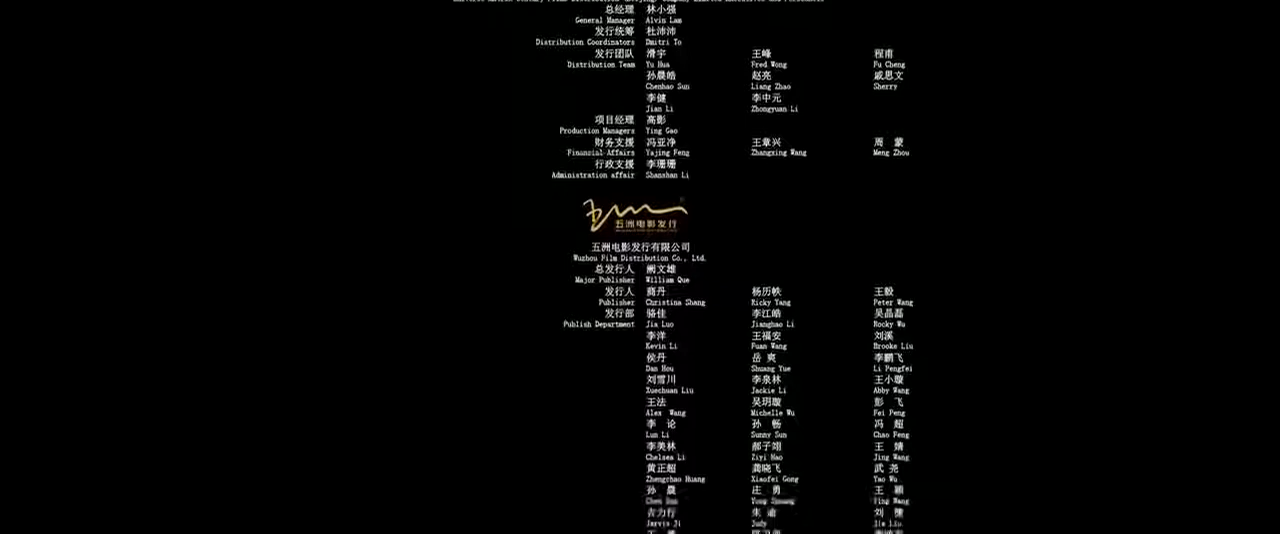 总经理 林小强
General Manager Alvin Lam
发行统筹 杜沛沛
Distribution Coordinators Dmitri To
发行团队 滑宇 王峰 程甫
Distribution Team Yu Hua Fred Wong Fu Cheng
孙晨皓 赵亮 戚思文
Chenhao Sun Liang Zhao Sherry
李健 李中元
Jian Li Zhongyuan Li
项目经理 高影
Production Managers Ying Gao
财务支援 冯亚净 王章兴 周 蒙
Financial Affairs Yajing Feng Zhangxing Wang Meng Zhou
行政支援 李珊珊
Administration affair Shanshan Li
五洲电影发行
五洲电影发行有限公司
Wuzhou Film Distribution Co., Ltd.
总发行人 阙文雄
Major Publisher William Que
发行人 商丹 杨历轶 王毅
Publisher Christina Shang Ricky Yang Peter Wang
发行部 骆佳 李江皓 吴晶磊
Publish Department Jia Luo Jianghao Li Rocky Wu
李洋 王福安 刘溪
Kevin Li Fuan Wang Brooke Liu
侯丹 岳 爽 李鹏飞
Dan Hou Shuang Yue Li Pengfei
刘雪川 李泉林 王小璇
Xuechuan Liu Jackie Li Abby Wang
王法 吴玥璇 彭 飞
Alex Wang Michelle Wu Fei Peng
李 论 孙 畅 冯 超
Lun Li Sunny Sun Chao Feng
李美林 郝子翊 王 婧
Chelsea Li Ziyi Hao Jing Wang
黄正超 龚晓飞 武 尧
Zhengchao Huang Xiaofei Gong Yao Wu
孙 晨 庄 勇 王 颖
Ying Wang
吉力行 朱 谕 刘 健
Jarvis Ji Judy Jim Liu